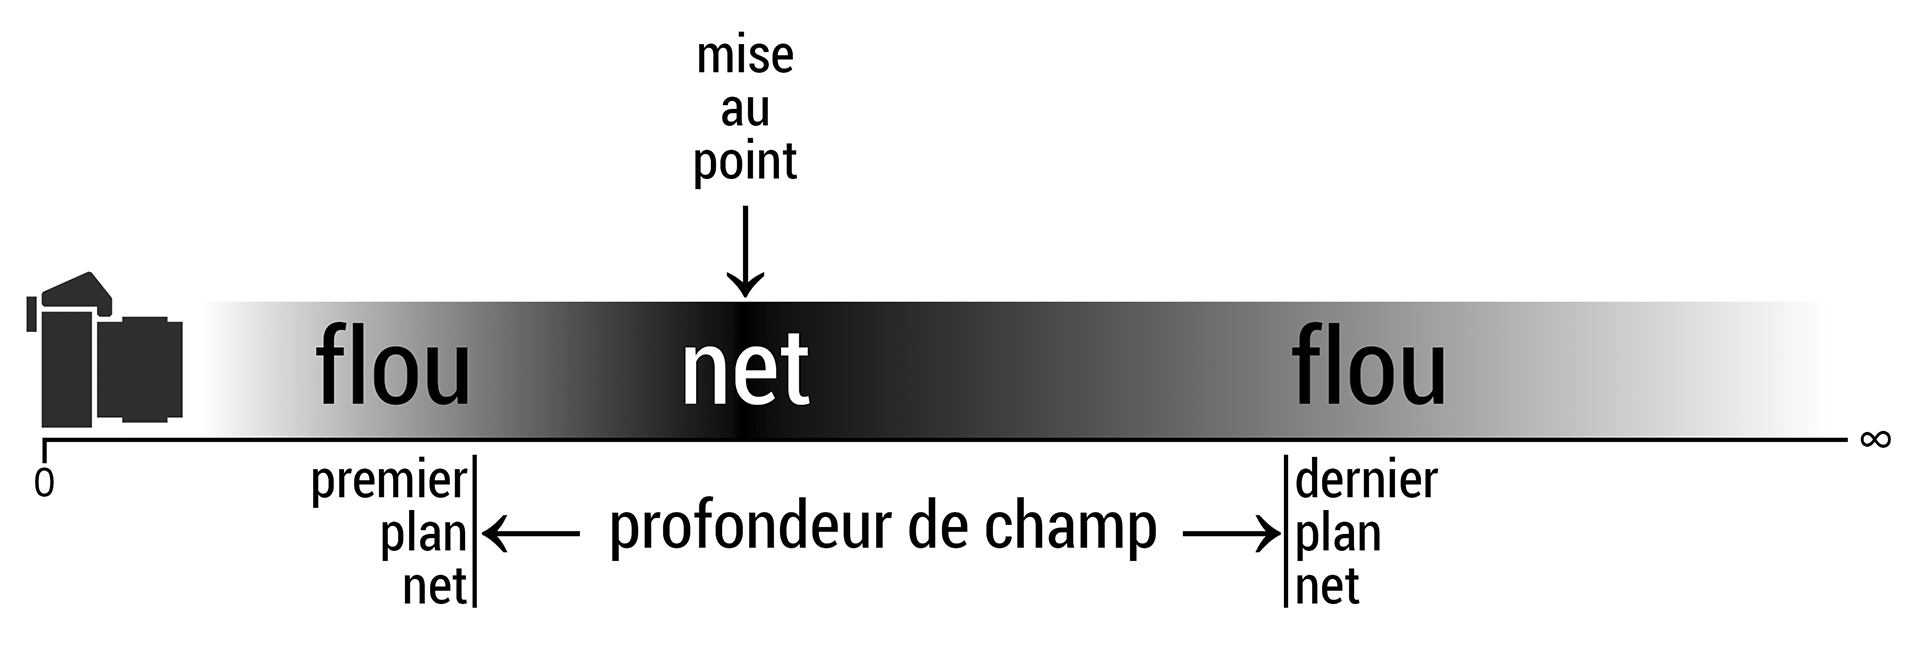 mise
au
point
flou
net
flou
0
∞
premier
plan
net
profondeur de champ
dernier
plan
net